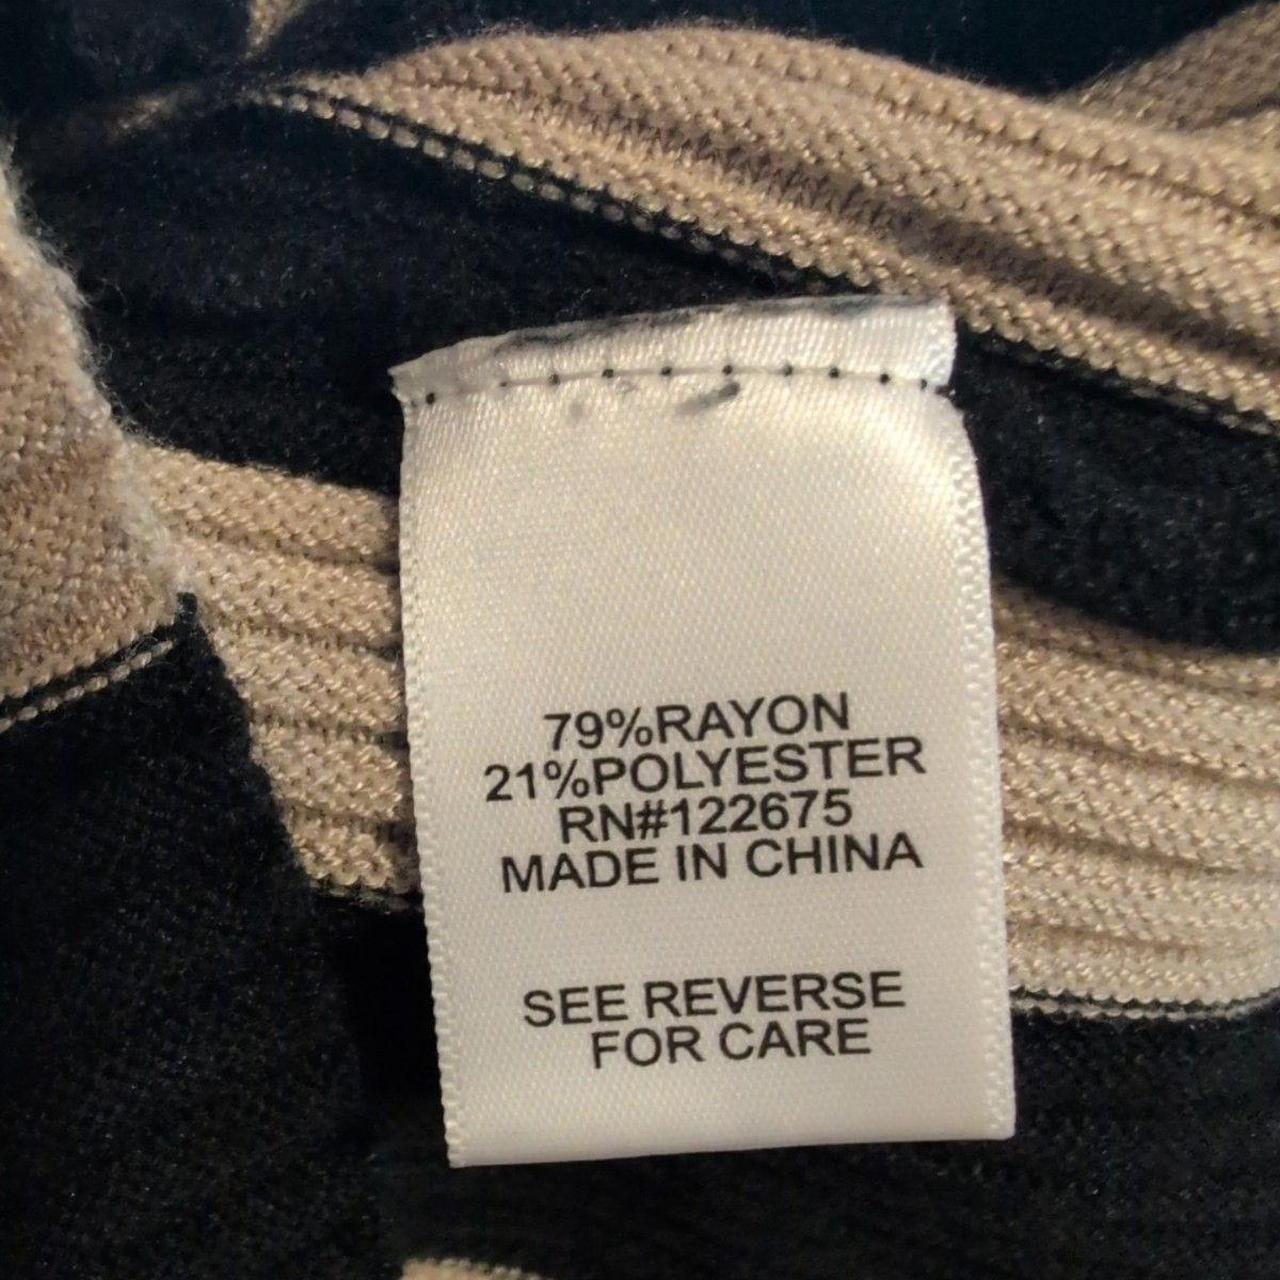 79%RAYON
21%POLYESTER
RN#122675
MADE IN CHINA
SEE REVERSE
FOR CARE